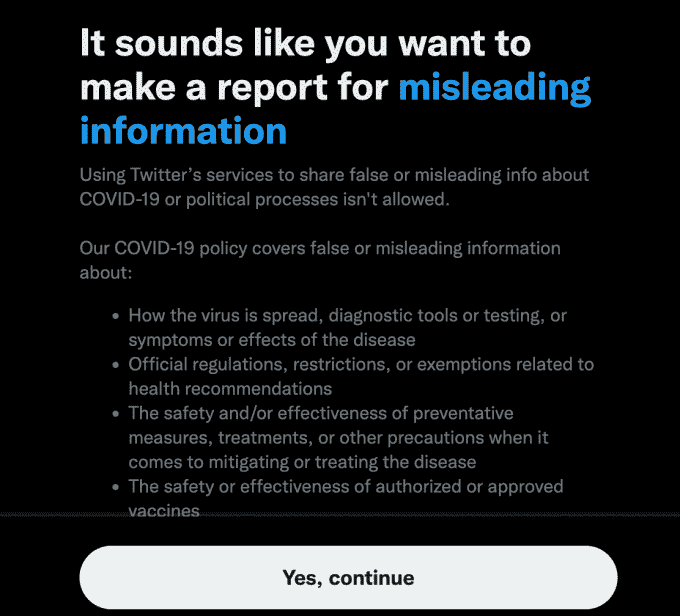 It sounds like you want to
make a report for misleading
information
Using Twitter's services to share false or misleading info about
COVID-19 or political processes isn't allowed.
Our COVID-19 policy covers false or misleading information
about:
• How the virus is spread, diagnostic tools or testing, or
symptoms or effects of the disease
• Official regulations, restrictions, or exemptions related to
health recommendations
• The safety and/or effectiveness of preventative
measures, treatments, or other precautions when it
comes to mitigating or treating the disease
• The safety or effectiveness of authorized or approved
vaccines
Yes, continue